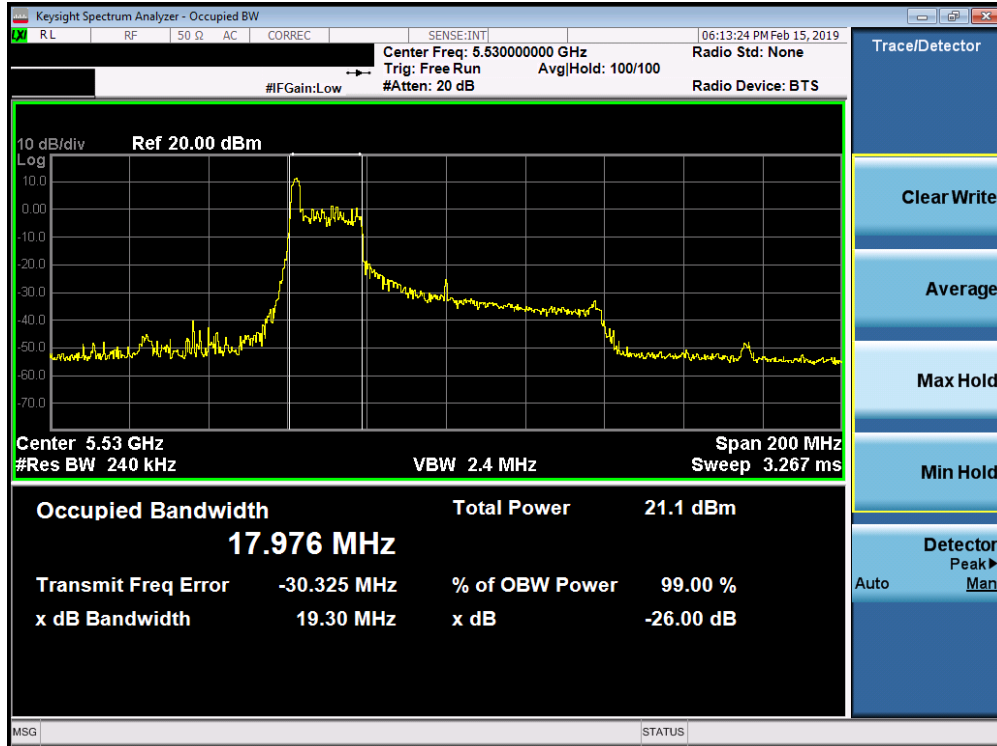 Keysight Spectrum Analyzer - Occupied BW
LXI RL RF 50 Ω AC CORREC SENSE:INT 06:13:24 PM Feb 15, 2019
Center Freq: 5.530000000 GHz Radio Std: None
Trig: Free Run Avg|Hold: 100/100
#IFGain:Low #Atten: 20 dB Radio Device: BTS
Trace/Detector
10 dB/div Ref 20.00 dBm
Log
10.0
0.00
-10.0
-20.0
-30.0
-40.0
-50.0
-60.0
-70.0
Center 5.53 GHz Span 200 MHz
#Res BW 240 kHz VBW 2.4 MHz Sweep 3.267 ms
Occupied Bandwidth Total Power 21.1 dBm
17.976 MHz
Transmit Freq Error -30.325 MHz % of OBW Power 99.00 %
x dB Bandwidth 19.30 MHz x dB -26.00 dB
Clear Write
Average
Max Hold
Min Hold
Detector
Peak▶
Auto Man
MSG STATUS